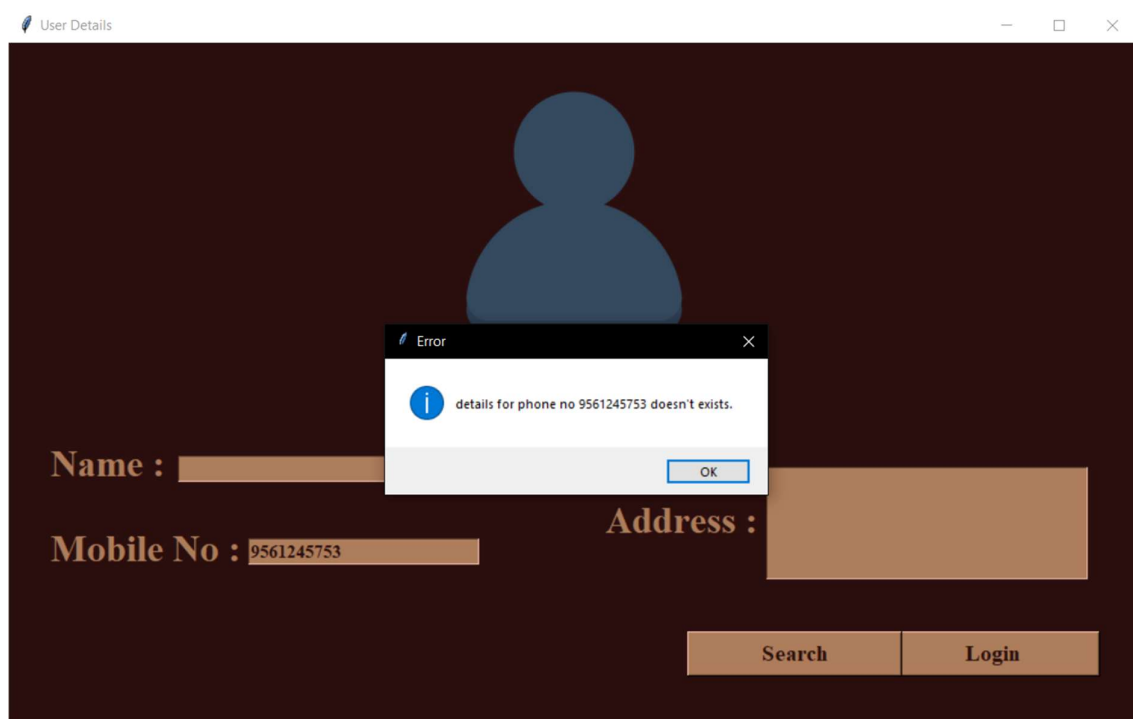 User Details
Error
details for phone no 9561245753 doesn't exists.
OK
Name :
Address :
Mobile No : 9561245753
Search Login